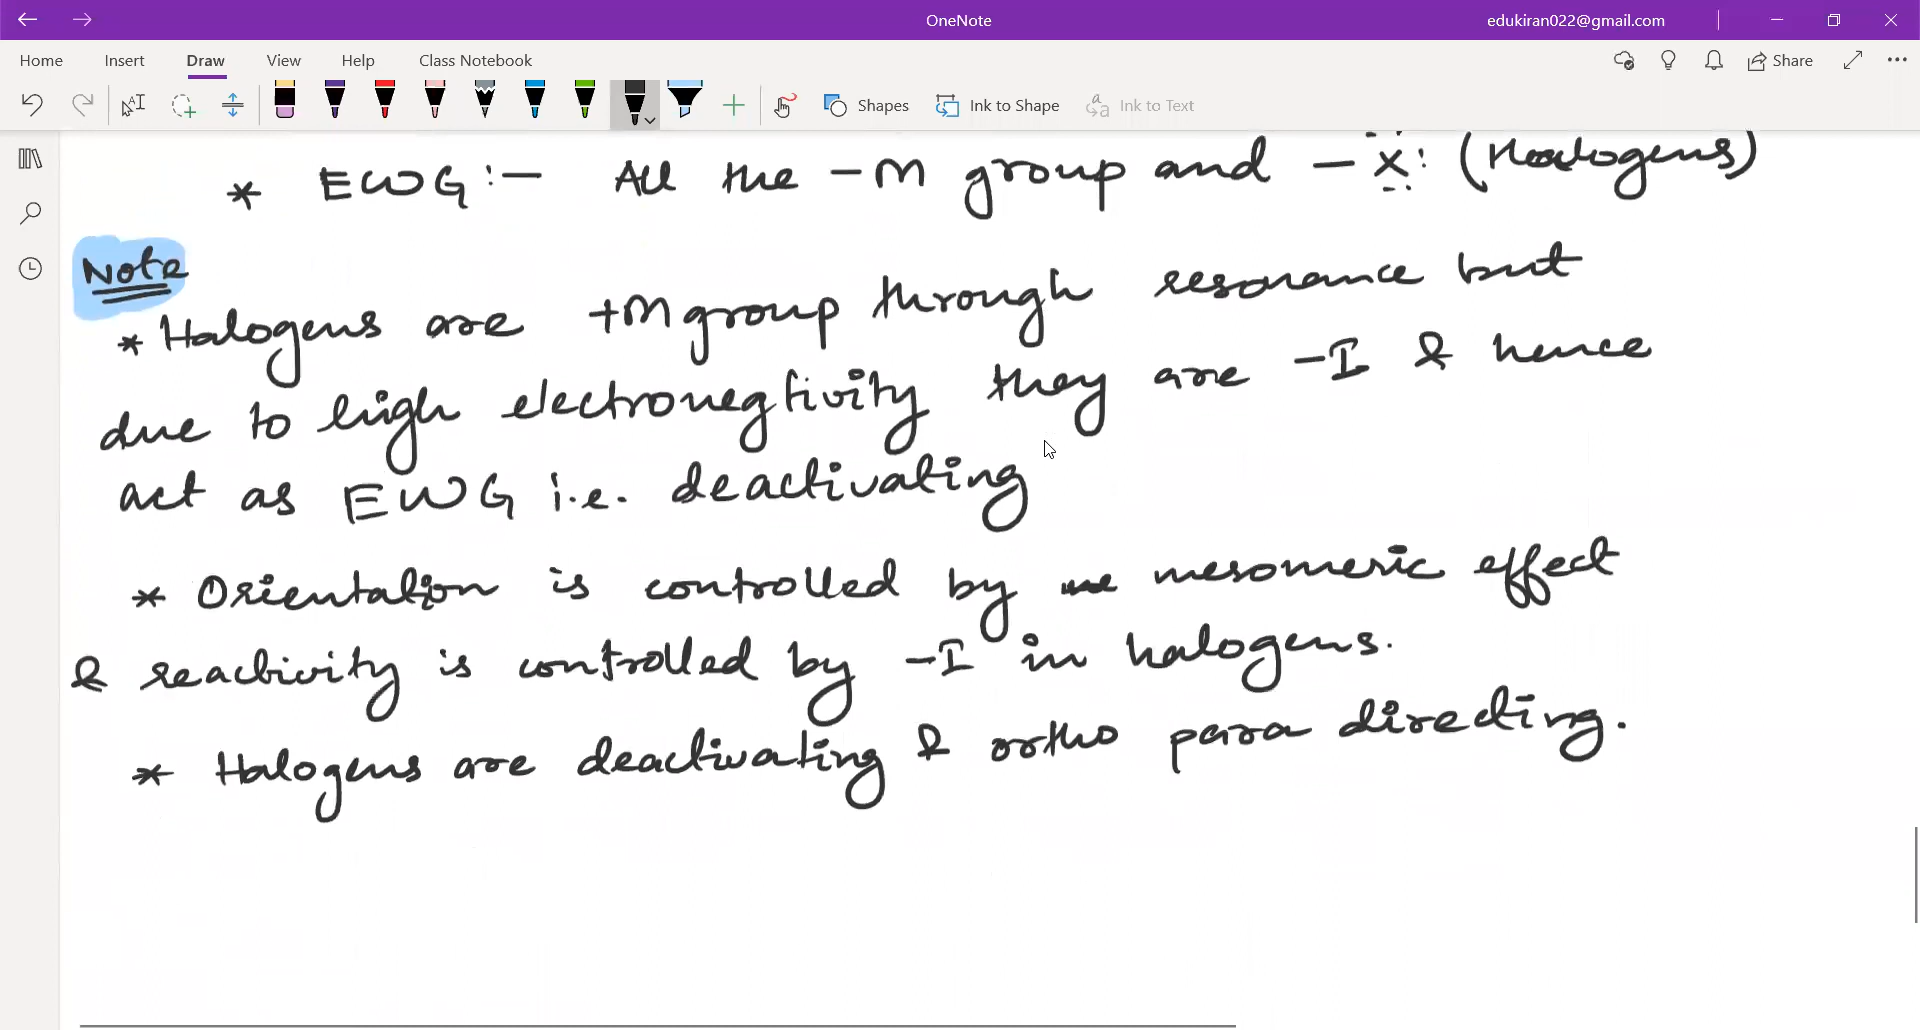 OneNote
edukiran022@gmail.com
Home Insert Draw View Help Class Notebook
Share
Shapes Ink to Shape Ink to Text
* EWG :- All the -M group and -X: (Halogens)
Note
* Halogens are +M group through resonance but
due to high electronegtivity they are -I & hence
act as EWG i.e. deactivating
* Orientation is controlled by mesomeric effect
& reactivity is controlled by -I in halogens.
* Halogens are deactivating & ortho para directing.